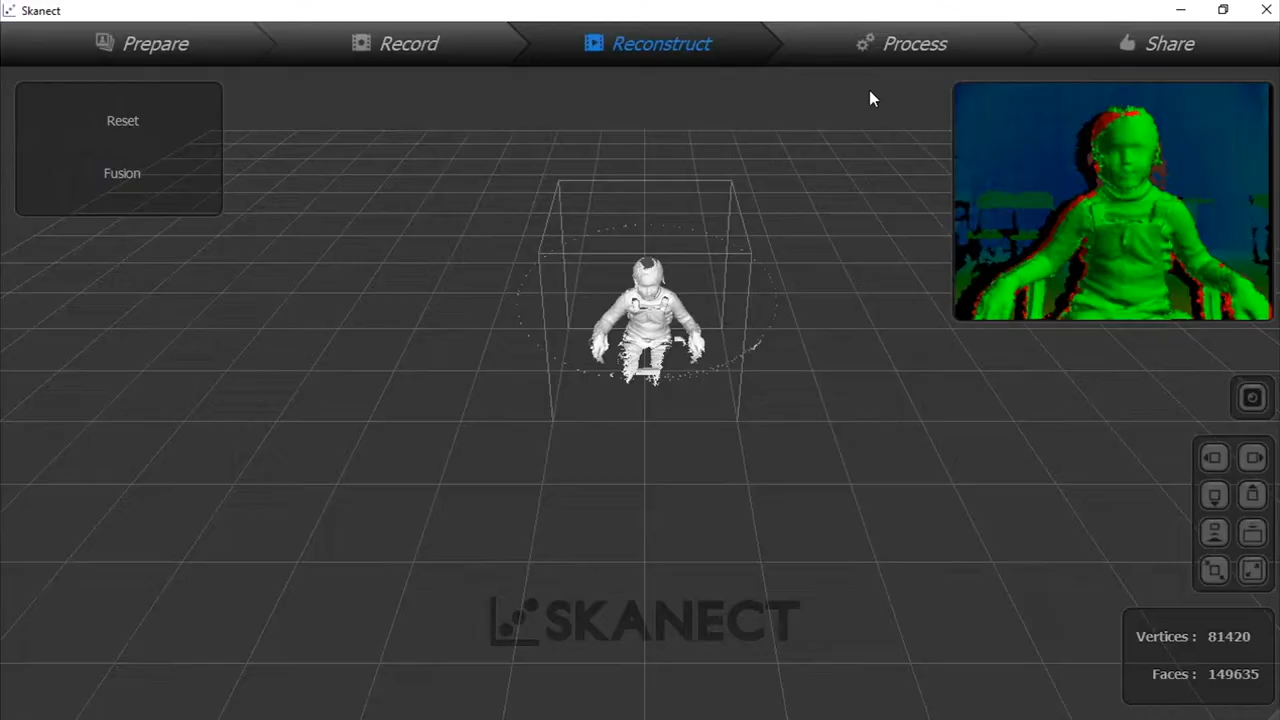 Skanect
Prepare
Record
Reconstruct
Process
Share
Reset
Fusion
SKANECT
Vertices : 81420
Faces : 149635